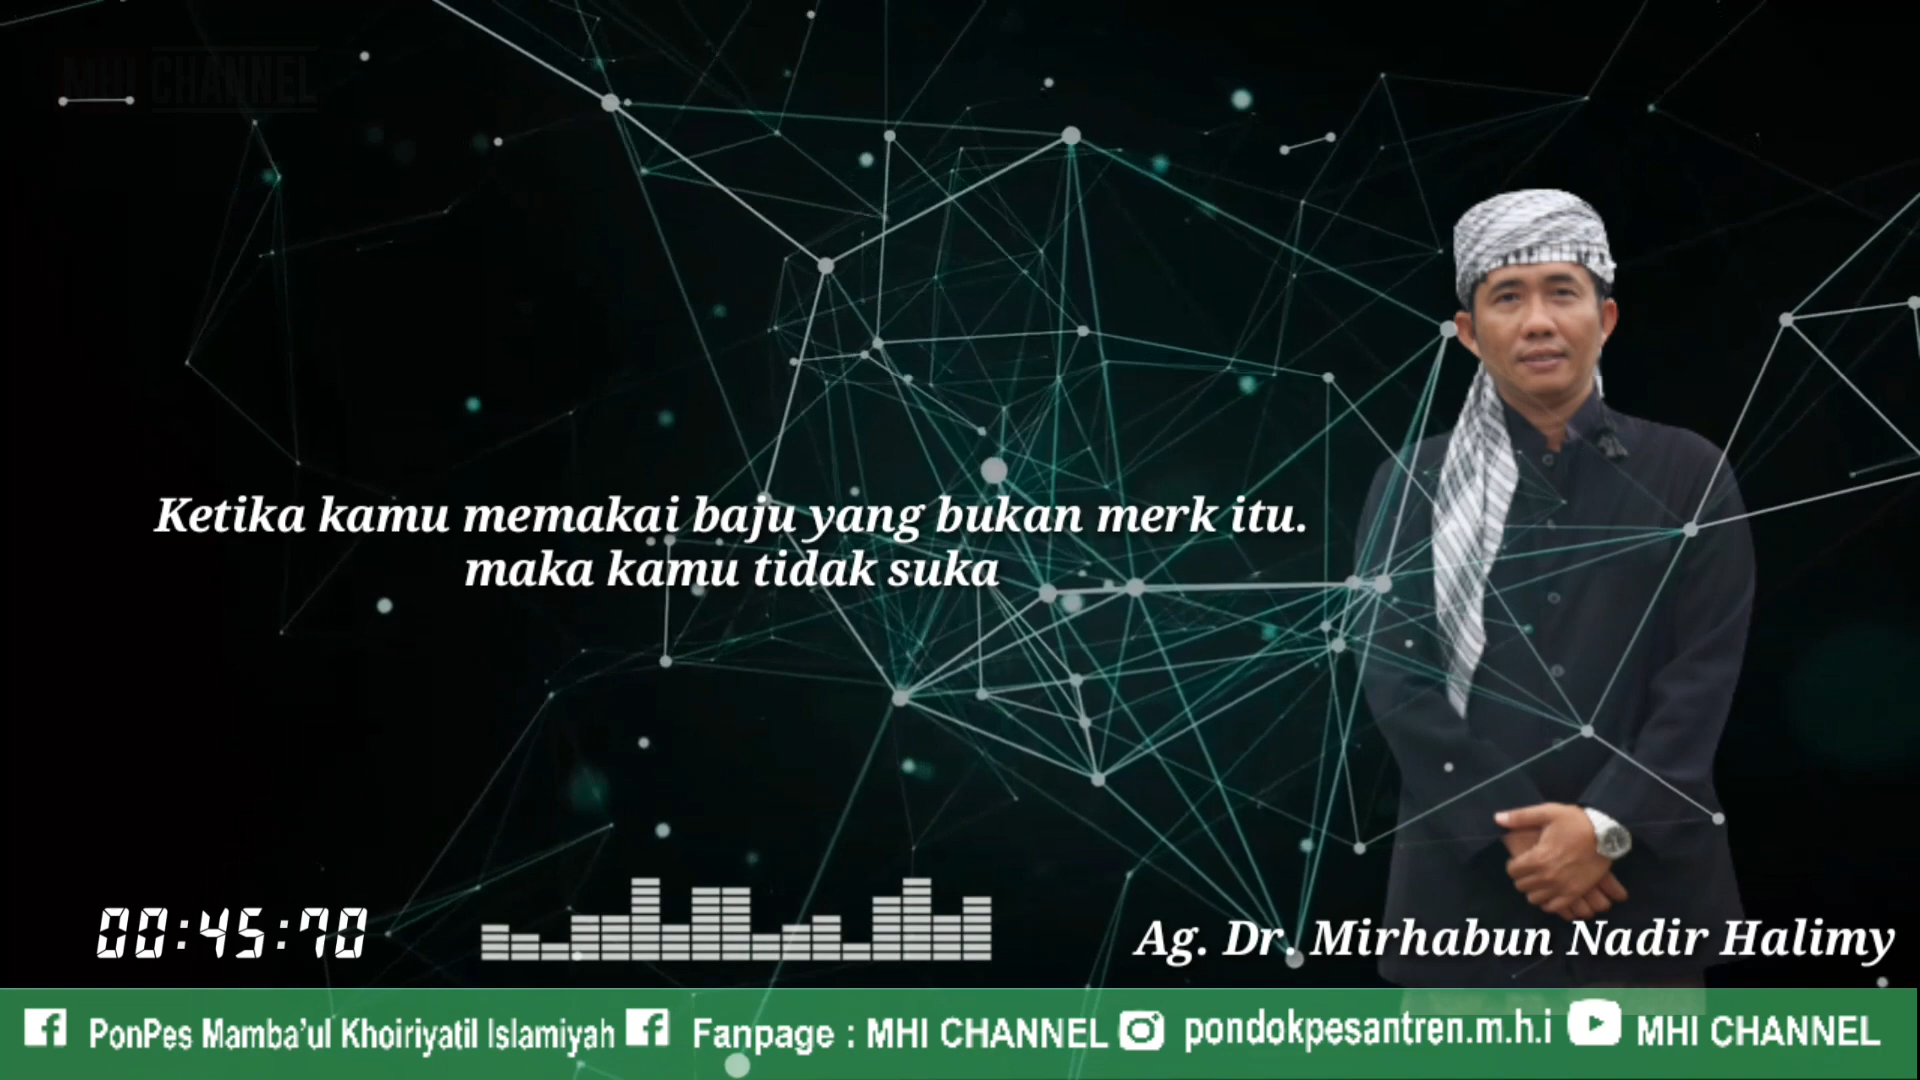 MHI CHANNEL
Ketika kamu memakai baju yang bukan merk itu.
maka kamu tidak suka
00:45:70
Ag. Dr. Mirhabun Nadir Halimy
PonPes Mamba'ul Khoiriyatil Islamiyah Fanpage : MHI CHANNEL pondokpesantren.m.h.i MHI CHANNEL